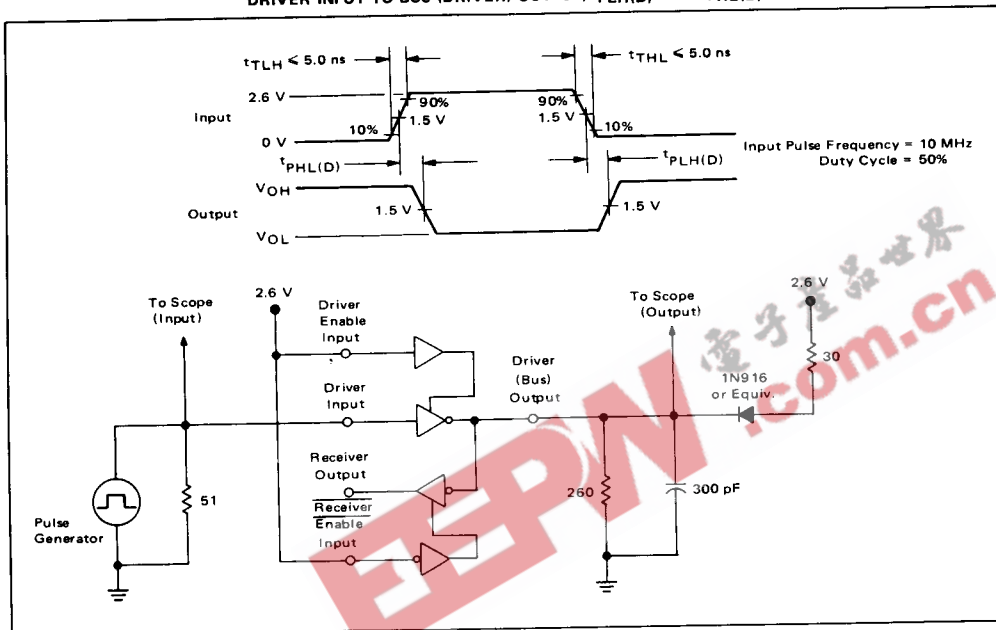 tTLH ≤ 5.0 ns
tTHL ≤ 5.0 ns
2.6 V
90%
90%
Input
1.5 V
1.5 V
10%
10%
0 V
Input Pulse Frequency = 10 MHz
Duty Cycle = 50%
tPHL(D)
tPLH(D)
VOH
Output
1.5 V
1.5 V
VOL
To Scope
(Input)
2.6 V
Driver
Enable
Input
To Scope
(Output)
2.6 V
30
Driver
(Bus)
Output
1N916
or Equiv.
Driver
Input
Receiver
Output
Receiver
Enable
Input
51
Pulse
Generator
260
300 pF
EEPW
.com.cn
電子產品世界